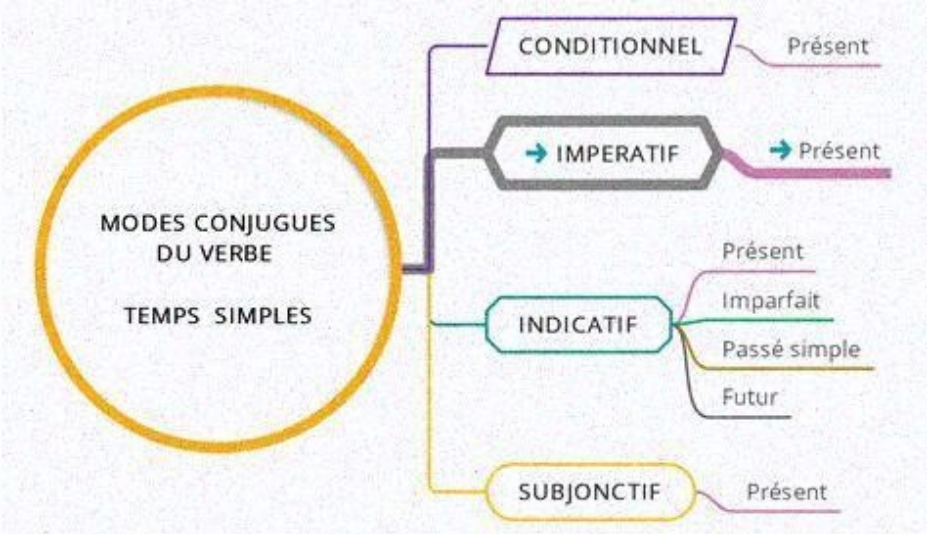 MODES CONJUGUES
DU VERBE
TEMPS SIMPLES
CONDITIONNEL
Présent
➔ IMPERATIF
➔ Présent
INDICATIF
Présent
Imparfait
Passé simple
Futur
SUBJONCTIF
Présent